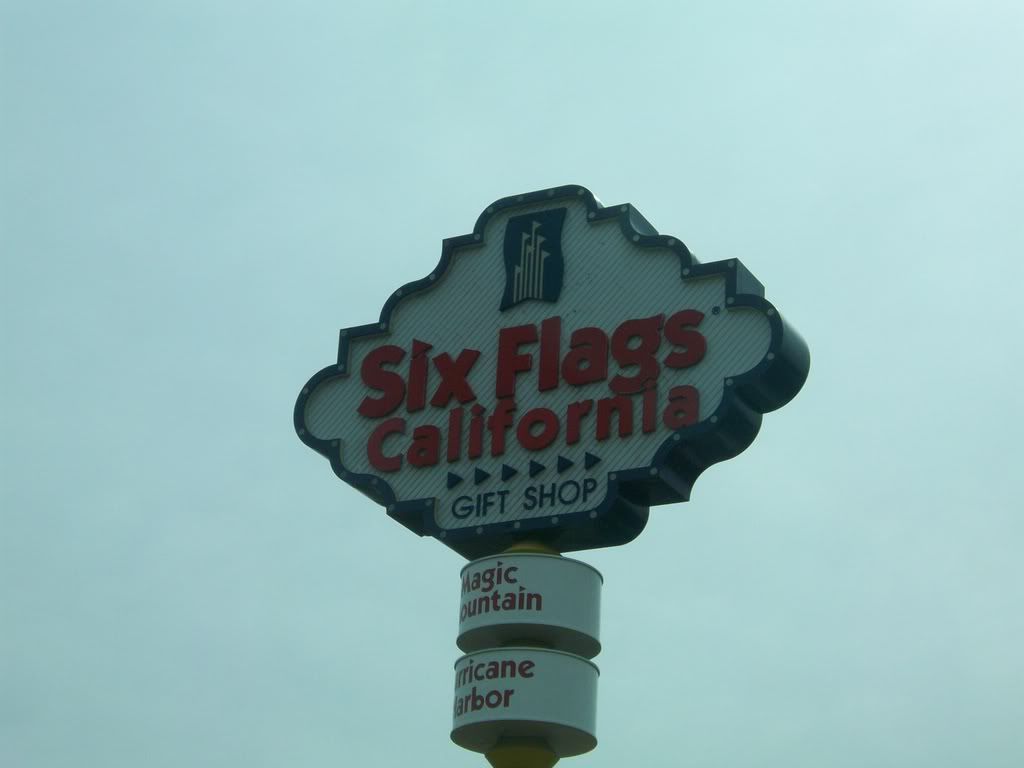 Six Flags
California
GIFT SHOP
Magic
ountain
rricane
arbor